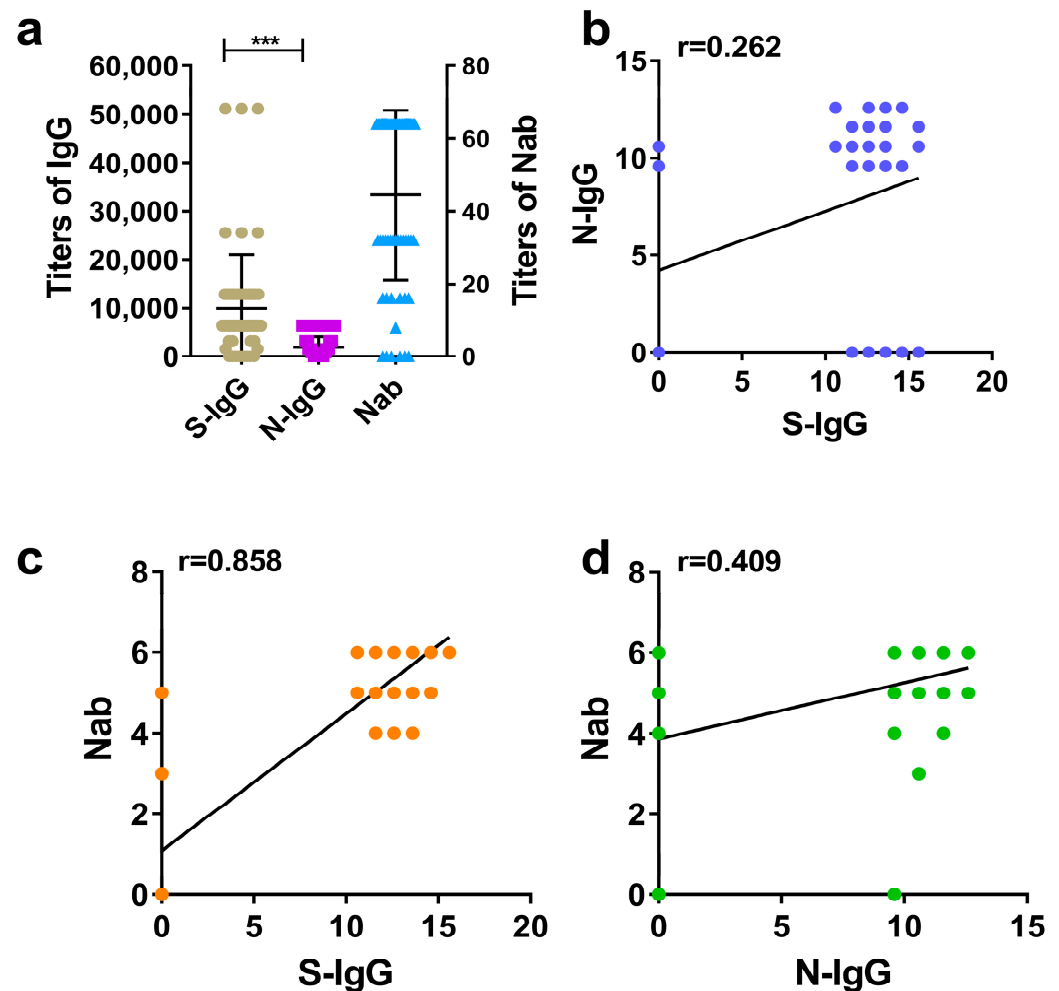 a
***
Titers of IgG
60,000
50,000
40,000
30,000
20,000
10,000
0
80
60
40
20
0
Titers of Nab
S-IgG
N-IgG
Nab
b
r=0.262
N-IgG
15
10
5
0
0
5
10
15
20
S-IgG
c
r=0.858
Nab
8
6
4
2
0
0
5
10
15
20
S-IgG
d
r=0.409
Nab
8
6
4
2
0
0
5
10
15
N-IgG